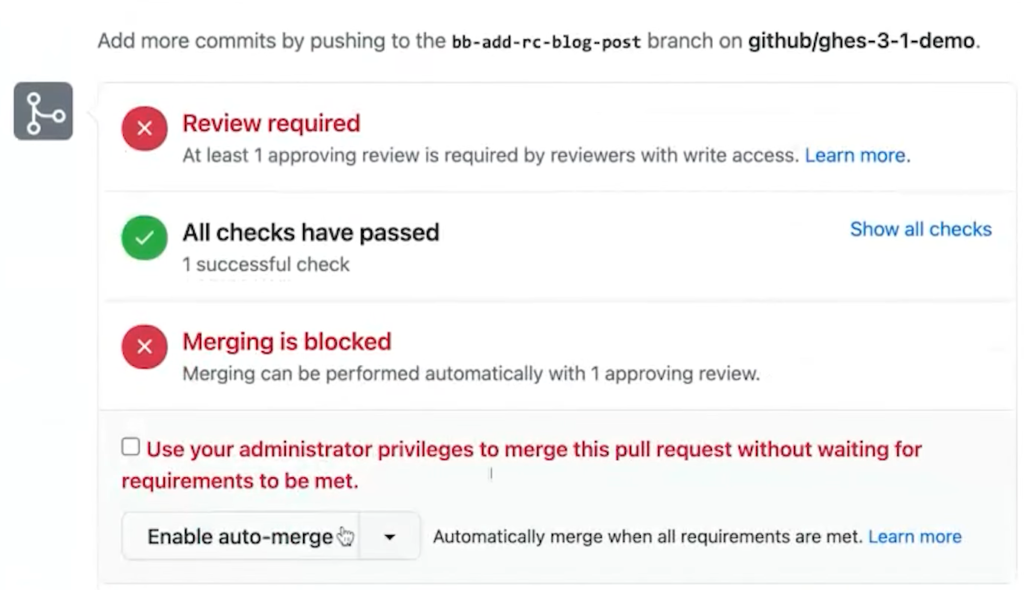 Add more commits by pushing to the bb-add-rc-blog-post branch on github/ghes-3-1-demo.
Review required
At least 1 approving review is required by reviewers with write access. Learn more.
All checks have passed
Show all checks
1 successful check
Merging is blocked
Merging can be performed automatically with 1 approving review.
Use your administrator privileges to merge this pull request without waiting for
requirements to be met.
Enable auto-merge
Automatically merge when all requirements are met. Learn more